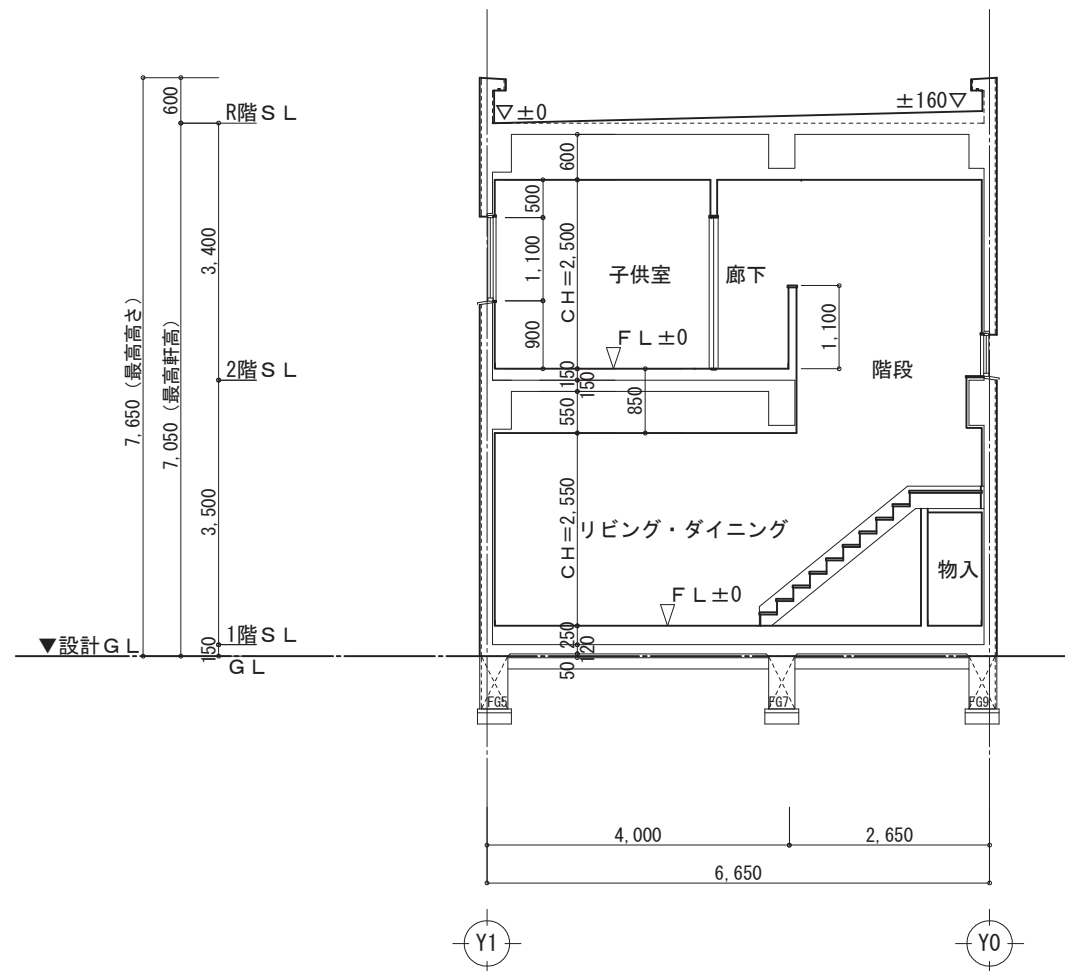 600
R階ＳＬ
▽±0
±160▽
600
500
3,400
1,100
ＣＨ＝2,500
子供室
廊下
900
ＦＬ±0
1,100
7,650（最高高さ）
7,050（最高軒高）
2階ＳＬ
150
150
850
階段
550
3,500
ＣＨ＝2,550
リビング・ダイニング
物入
ＦＬ±0
▼設計ＧＬ
150
1階ＳＬ
ＧＬ
250
120
50
FG5
FG7
FG9
4,000
2,650
6,650
Y1
Y0